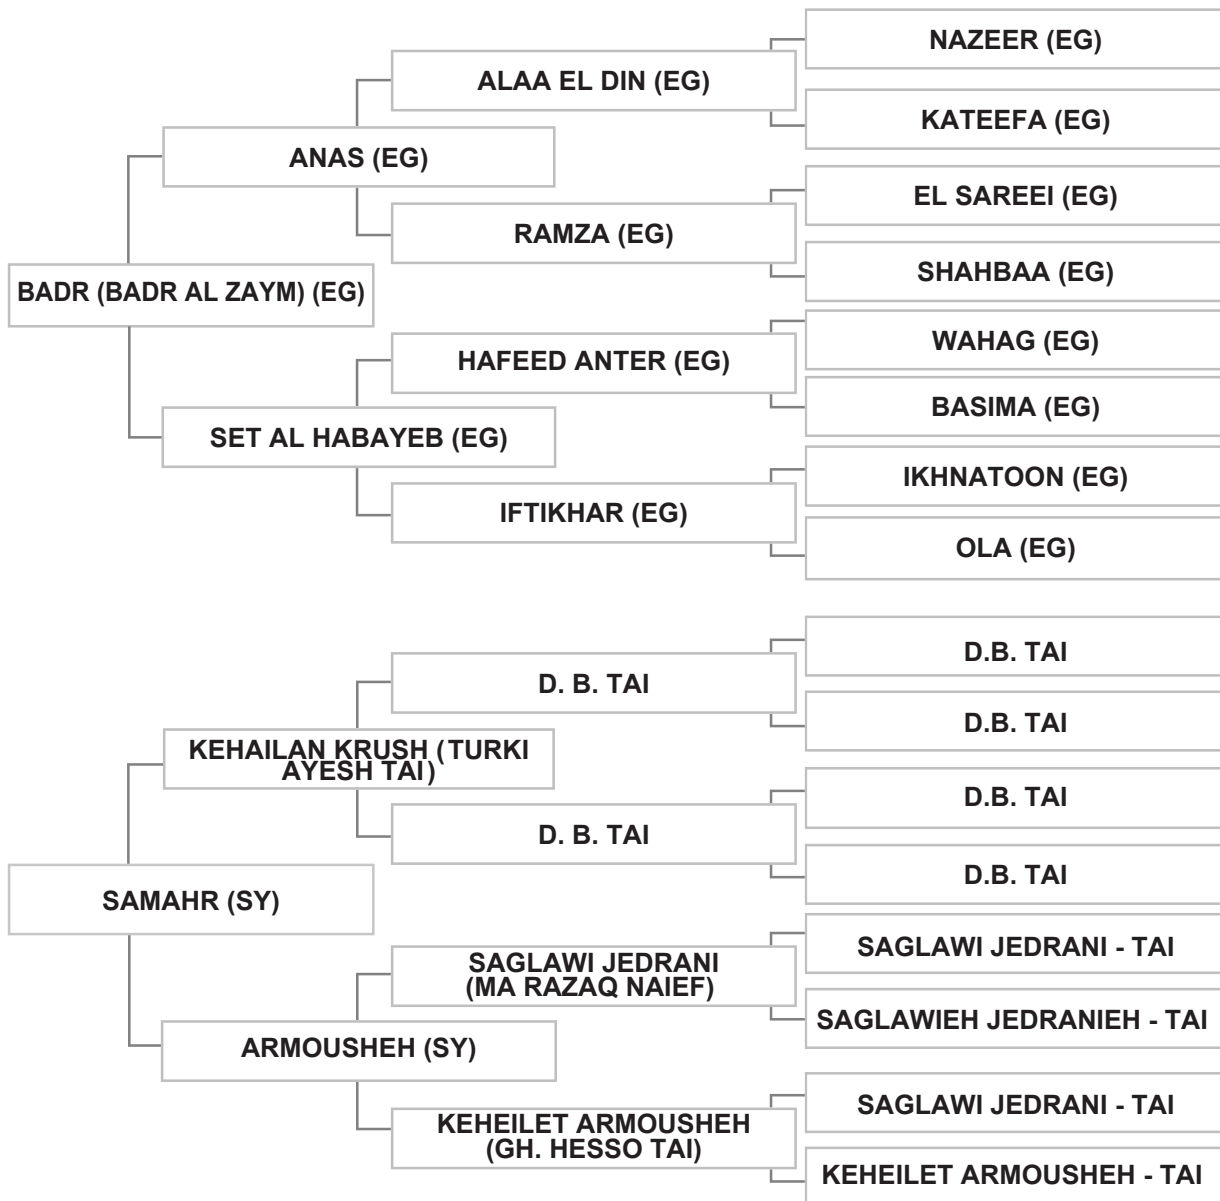 NAZEER (EG)
ALAA EL DIN (EG)
KATEEFA (EG)
ANAS (EG)
EL SAREEI (EG)
RAMZA (EG)
SHAHBAA (EG)
BADR (BADR AL ZAYM) (EG)
WAHAG (EG)
HAFEED ANTER (EG)
BASIMA (EG)
SET AL HABAYEB (EG)
IKHNATOON (EG)
IFTIKHAR (EG)
OLA (EG)
D.B. TAI
D. B. TAI
D.B. TAI
KEHAILAN KRUSH (TURKI
AYESH TAI)
D.B. TAI
D. B. TAI
D.B. TAI
SAMAHR (SY)
SAGLAWI JEDRANI - TAI
SAGLAWI JEDRANI
(MA RAZAQ NAIEF)
SAGLAWIEH JEDRANIEH - TAI
ARMOUSHEH (SY)
SAGLAWI JEDRANI - TAI
KEHEILET ARMOUSHEH
(GH. HESSO TAI)
KEHEILET ARMOUSHEH - TAI